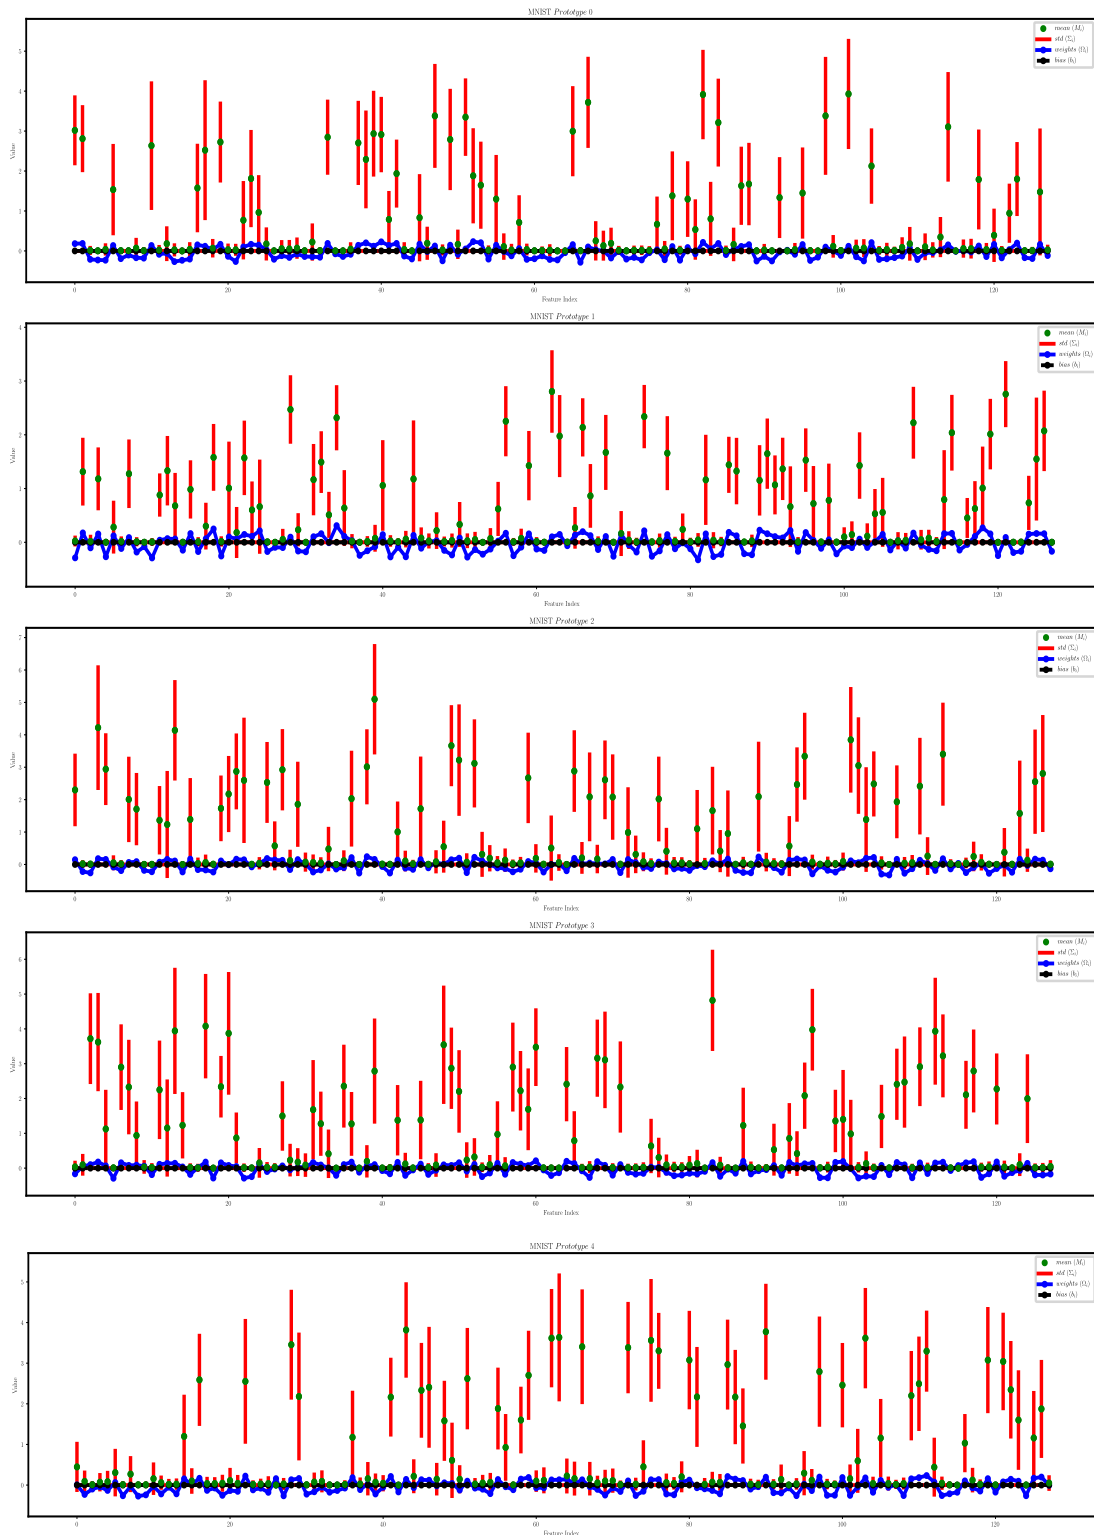 MNIST Prototype 0
mean (Mᵢ)
std (Σᵢ)
weights (Ωᵢ)
bias (bᵢ)
Value
5
4
3
2
1
0
0 20 40 60 80 100 120
Feature Index
MNIST Prototype 1
mean (Mᵢ)
std (Σᵢ)
weights (Ωᵢ)
bias (bᵢ)
Value
4
3
2
1
0
0 20 40 60 80 100 120
Feature Index
MNIST Prototype 2
mean (Mᵢ)
std (Σᵢ)
weights (Ωᵢ)
bias (bᵢ)
Value
7
6
5
4
3
2
1
0
0 20 40 60 80 100 120
Feature Index
MNIST Prototype 3
mean (Mᵢ)
std (Σᵢ)
weights (Ωᵢ)
bias (bᵢ)
Value
6
5
4
3
2
1
0
0 20 40 60 80 100 120
Feature Index
MNIST Prototype 4
mean (Mᵢ)
std (Σᵢ)
weights (Ωᵢ)
bias (bᵢ)
Value
5
4
3
2
1
0
0 20 40 60 80 100 120
Feature Index